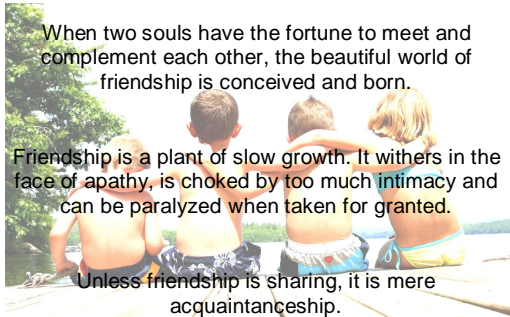 When two souls have the fortune to meet and
complement each other, the beautiful world of
friendship is conceived and born.
Friendship is a plant of slow growth. It withers in the
face of apathy, is choked by too much intimacy and
can be paralyzed when taken for granted.
Unless friendship is sharing, it is mere
acquaintanceship.